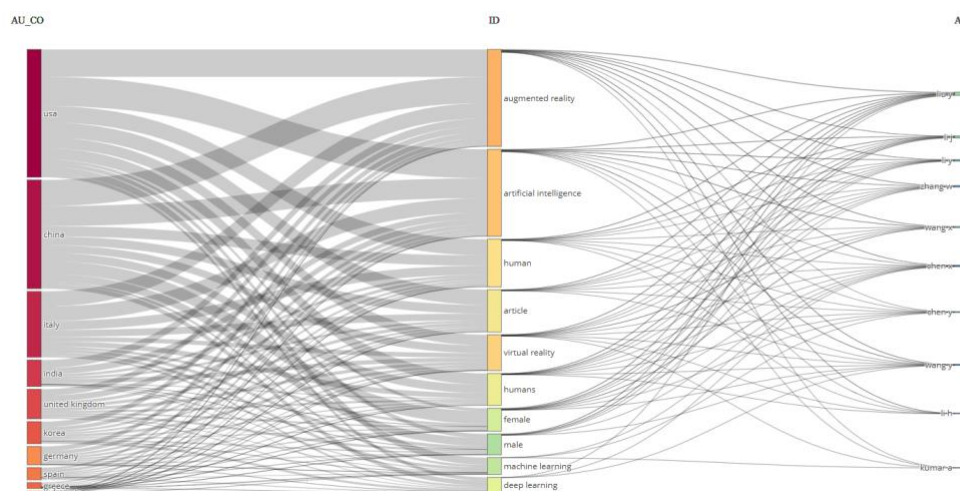 AU_CO
ID
A
usa
china
italy
india
united kingdom
korea
germany
spain
greece
augmented reality
artificial intelligence
human
article
virtual reality
humans
female
male
machine learning
deep learning
li j
li y
zhang w
wang x
chen x
chen y
wang y
li h
kumar a